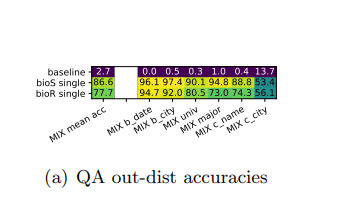 baseline 2.7 0.0 0.5 0.3 1.0 0.4 13.7
bioS single 86.6 96.1 97.4 90.1 94.8 88.8 53.4
bioR single 77.7 94.7 92.0 80.5 73.0 74.3 56.1
MIX mean acc MIX b_date MIX b_city MIX univ MIX major MIX c_name MIX c_city
(a) QA out-dist accuracies